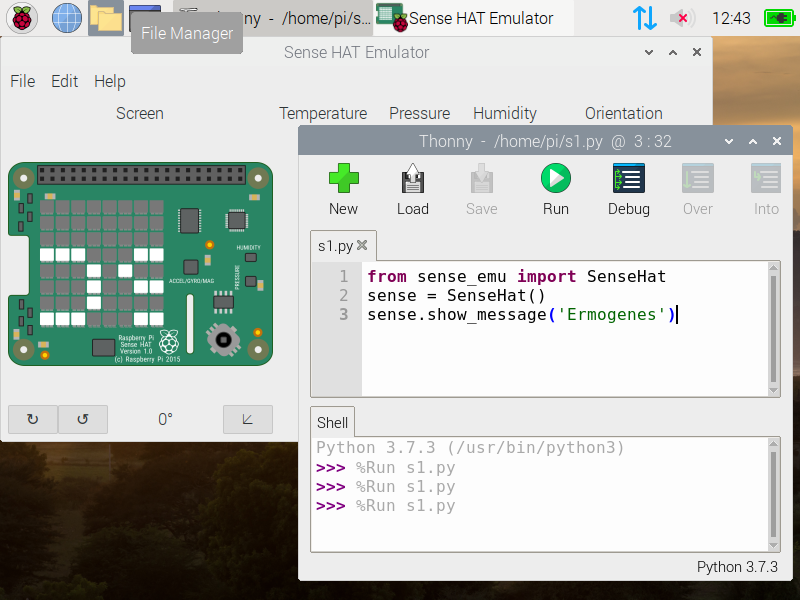 Thonny - /home/pi/s...
Sense HAT Emulator
12:43
File Manager
Sense HAT Emulator
File Edit Help
Screen Temperature Pressure Humidity Orientation
Thonny - /home/pi/s1.py @ 3:32
New Load Save Run Debug Over Into
s1.py
1 from sense_emu import SenseHat
2 sense = SenseHat()
3 sense.show_message('Ermogenes')
HUMIDITY
PRESSURE
ACCEL/GYRO/MAG
Raspberry Pi
Sense HAT
Version 1.0
(c) Raspberry Pi 2015
0°
Shell
Python 3.7.3 (/usr/bin/python3)
>>> %Run s1.py
>>> %Run s1.py
>>> %Run s1.py
Python 3.7.3